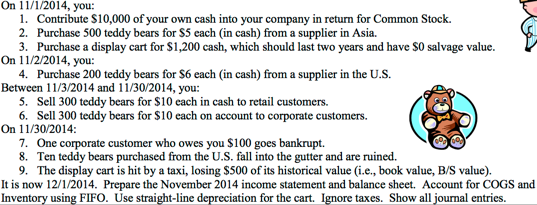 On 11/1/2014, you:
1. Contribute $10,000 of your own cash into your company in return for Common Stock.
2. Purchase 500 teddy bears for $5 each (in cash) from a supplier in Asia.
3. Purchase a display cart for $1,200 cash, which should last two years and have $0 salvage value.
On 11/2/2014, you:
4. Purchase 200 teddy bears for $6 each (in cash) from a supplier in the U.S.
Between 11/3/2014 and 11/30/2014, you:
5. Sell 300 teddy bears for $10 each in cash to retail customers.
6. Sell 300 teddy bears for $10 each on account to corporate customers.
On 11/30/2014:
7. One corporate customer who owes you $100 goes bankrupt.
8. Ten teddy bears purchased from the U.S. fall into the gutter and are ruined.
9. The display cart is hit by a taxi, losing $500 of its historical value (i.e., book value, B/S value).
It is now 12/1/2014. Prepare the November 2014 income statement and balance sheet. Account for COGS and
Inventory using FIFO. Use straight-line depreciation for the cart. Ignore taxes. Show all journal entries.